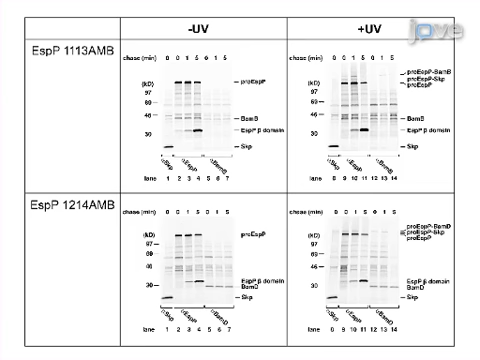 -UV +UV
jove
EspP 1113AMB
chase (min) 0 0 1 5 0 1 5
(kD)
97
69
46
30
proEspP
BamB
EspP β domain
Skp
αSkp αEspP αBamB
lane 1 2 3 4 5 6 7
chase (min) 0 0 1 5 0 1 5
(kD)
97
69
46
30
proEspP-BamB
proEspP-Skp
proEspP
BamB
EspP β domain
Skp
αSkp αEspP αBamB
lane 8 9 10 11 12 13 14
EspP 1214AMB
chase (min) 0 0 1 5 0 1 5
(kD)
97
69
46
30
proEspP
EspP β domain
BamD
Skp
αSkp αEspP αBamD
lane 1 2 3 4 5 6 7
chase (min) 0 0 1 5 0 1 5
(kD)
97
69
46
30
proEspP-BamD
proEspP-Skp
proEspP
EspP β domain
BamD
Skp
αSkp αEspP αBamD
lane 8 9 10 11 12 13 14